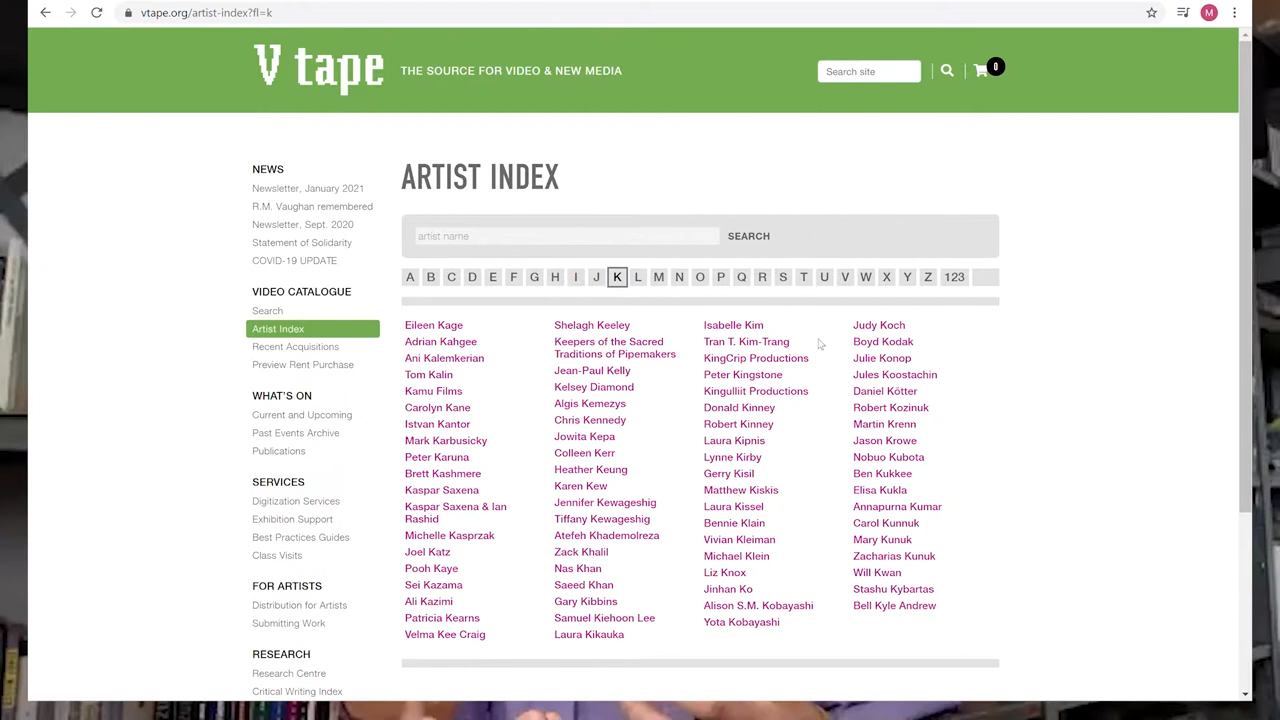 vtape.org/artist-index?fl=k
M
V tape
THE SOURCE FOR VIDEO & NEW MEDIA
Search site
0
NEWS
Newsletter, January 2021
R.M. Vaughan remembered
Newsletter, Sept. 2020
Statement of Solidarity
COVID-19 UPDATE
VIDEO CATALOGUE
Search
Artist Index
Recent Acquisitions
Preview Rent Purchase
WHAT'S ON
Current and Upcoming
Past Events Archive
Publications
SERVICES
Digitization Services
Exhibition Support
Best Practices Guides
Class Visits
FOR ARTISTS
Distribution for Artists
Submitting Work
RESEARCH
Research Centre
Critical Writing Index
ARTIST INDEX
artist name
SEARCH
A B C D E F G H I J K L M N O P Q R S T U V W X Y Z 123
Eileen Kage
Adrian Kahgee
Ani Kalemkerian
Tom Kalin
Kamu Films
Carolyn Kane
Istvan Kantor
Mark Karbusicky
Peter Karuna
Brett Kashmere
Kaspar Saxena
Kaspar Saxena & Ian
Rashid
Michelle Kasprzak
Joel Katz
Pooh Kaye
Sei Kazama
Ali Kazimi
Patricia Kearns
Velma Kee Craig
Shelagh Keeley
Keepers of the Sacred
Traditions of Pipemakers
Jean-Paul Kelly
Kelsey Diamond
Algis Kemezys
Chris Kennedy
Jowita Kepa
Colleen Kerr
Heather Keung
Karen Kew
Jennifer Kewageshig
Tiffany Kewageshig
Atefeh Khademolreza
Zack Khalil
Nas Khan
Saeed Khan
Gary Kibbins
Samuel Kiehoon Lee
Laura Kikauka
Isabelle Kim
Tran T. Kim-Trang
KingCrip Productions
Peter Kingstone
Kingulliit Productions
Donald Kinney
Robert Kinney
Laura Kipnis
Lynne Kirby
Gerry Kisil
Matthew Kiskis
Laura Kissel
Bennie Klain
Vivian Kleiman
Michael Klein
Liz Knox
Jinhan Ko
Alison S.M. Kobayashi
Yota Kobayashi
Judy Koch
Boyd Kodak
Julie Konop
Jules Koostachin
Daniel Kötter
Robert Kozinuk
Martin Krenn
Jason Krowe
Nobuo Kubota
Ben Kukkee
Elisa Kukla
Annapurna Kumar
Carol Kunnuk
Mary Kunuk
Zacharias Kunuk
Will Kwan
Stashu Kybartas
Bell Kyle Andrew